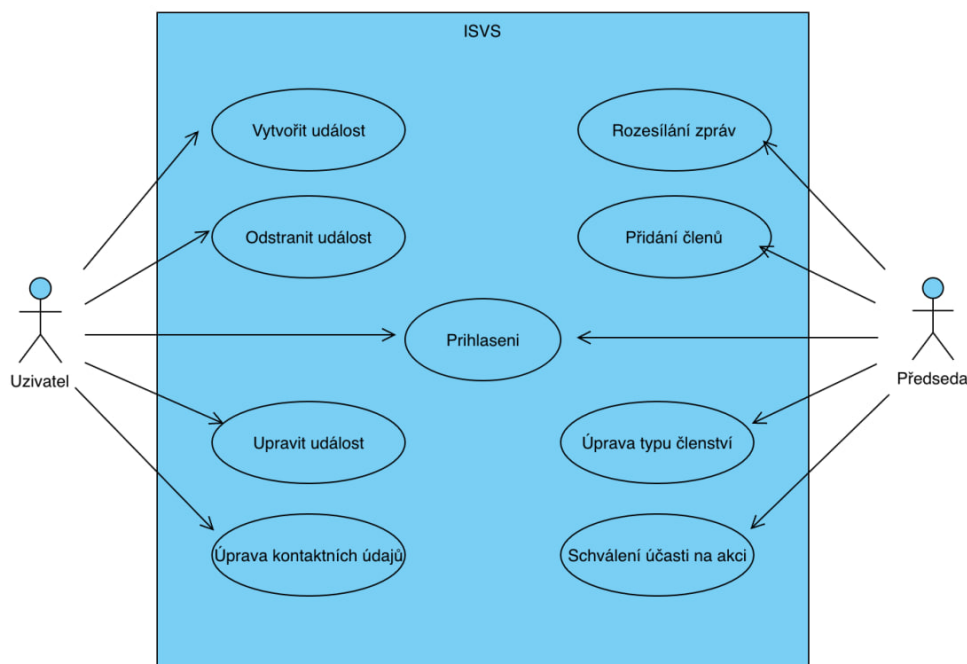 ISVS
Vytvořit událost
Rozesílání zpráv
Odstranit událost
Přidání členů
Prihlaseni
Uzivatel
Předseda
Upravit událost
Úprava typu členství
Úprava kontaktních údajů
Schválení účasti na akci